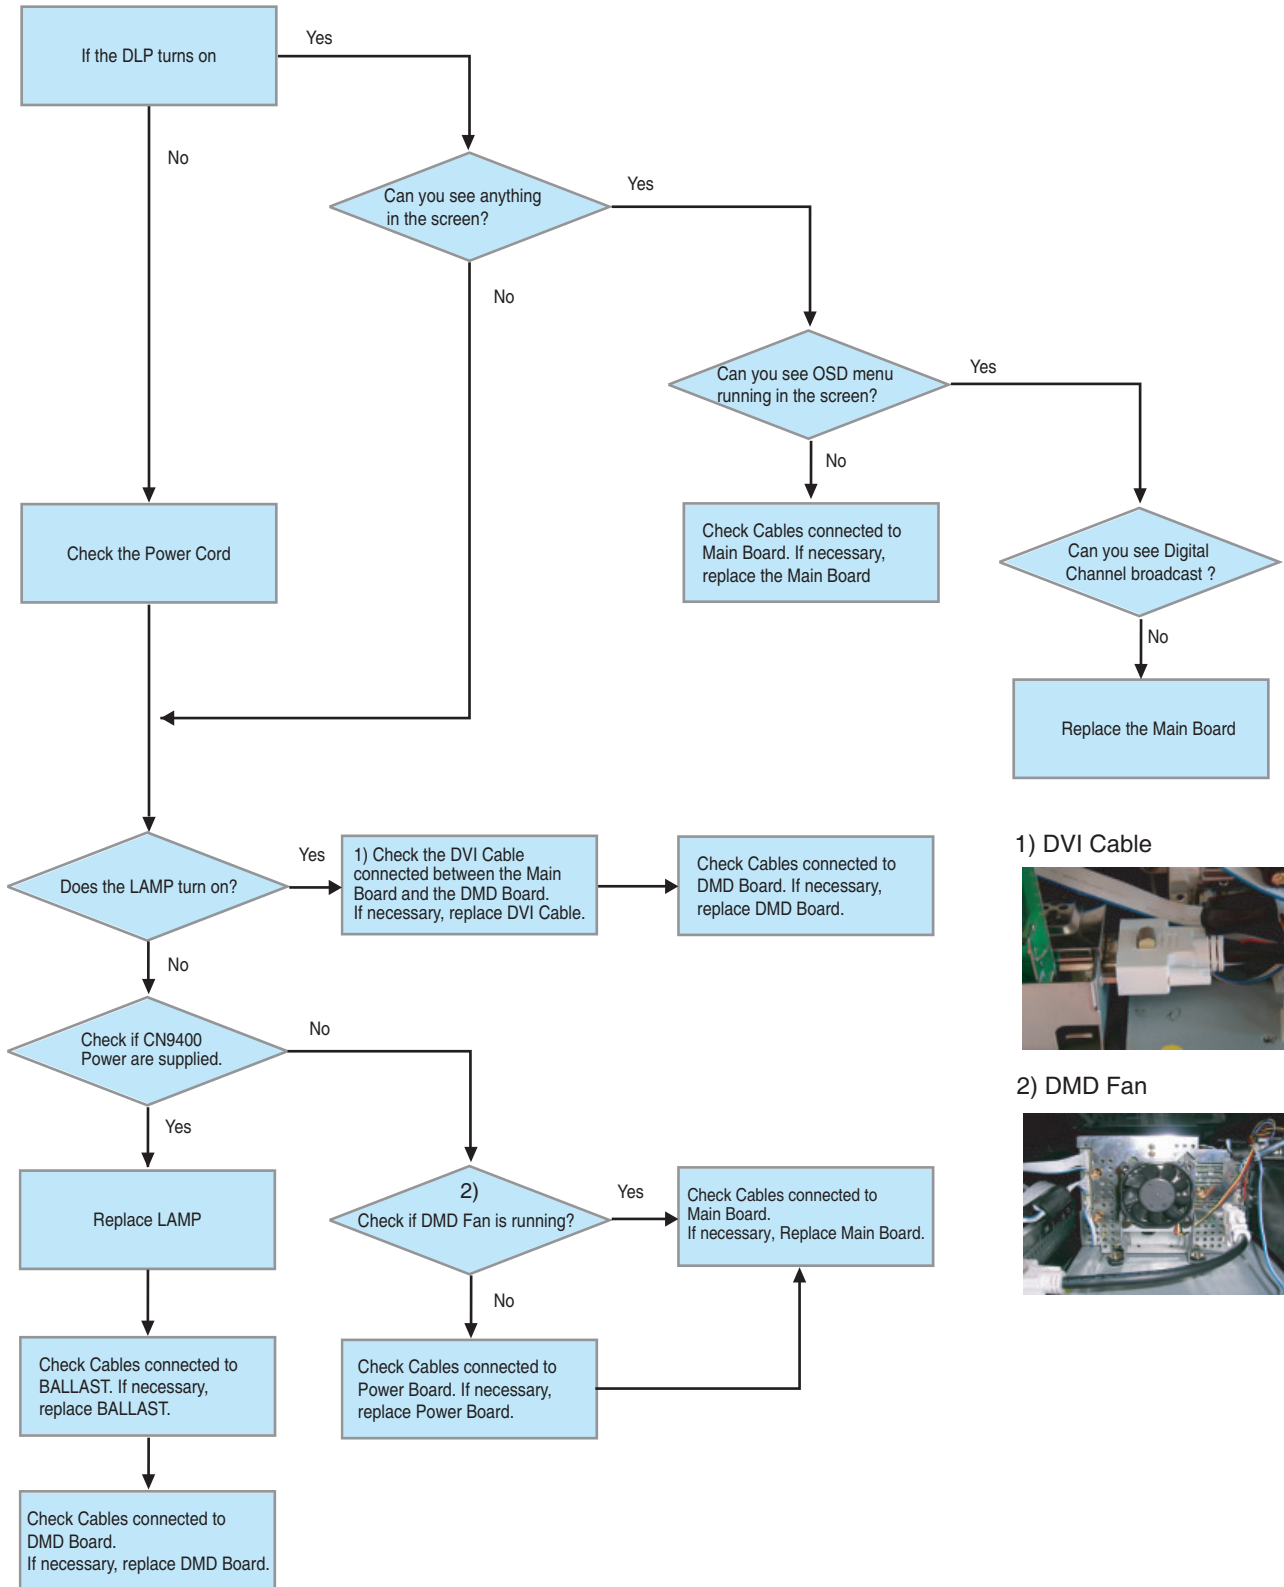 If the DLP turns on
Yes
No
Can you see anything
in the screen?
Yes
No
Can you see OSD menu
running in the screen?
Yes
No
Check Cables connected to
Main Board. If necessary,
replace the Main Board
Can you see Digital
Channel broadcast ?
No
Replace the Main Board
Check the Power Cord
Does the LAMP turn on?
Yes
1) Check the DVI Cable
connected between the Main
Board and the DMD Board.
If necessary, replace DVI Cable.
Check Cables connected to
DMD Board. If necessary,
replace DMD Board.
No
Check if CN9400
Power are supplied.
No
Yes
Replace LAMP
2)
Check if DMD Fan is running?
Yes
Check Cables connected to
Main Board.
If necessary, Replace Main Board.
No
Check Cables connected to
Power Board. If necessary,
replace Power Board.
Check Cables connected to
BALLAST. If necessary,
replace BALLAST.
Check Cables connected to
DMD Board.
If necessary, replace DMD Board.
1) DVI Cable
2) DMD Fan